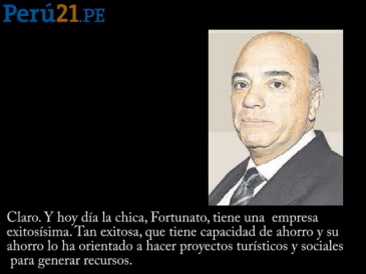 Perú21.PE
Claro. Y hoy día la chica, Fortunato, tiene una empresa
exitosísima. Tan exitosa, que tiene capacidad de ahorro y su
ahorro lo ha orientado a hacer proyectos turísticos y sociales
para generar recursos.